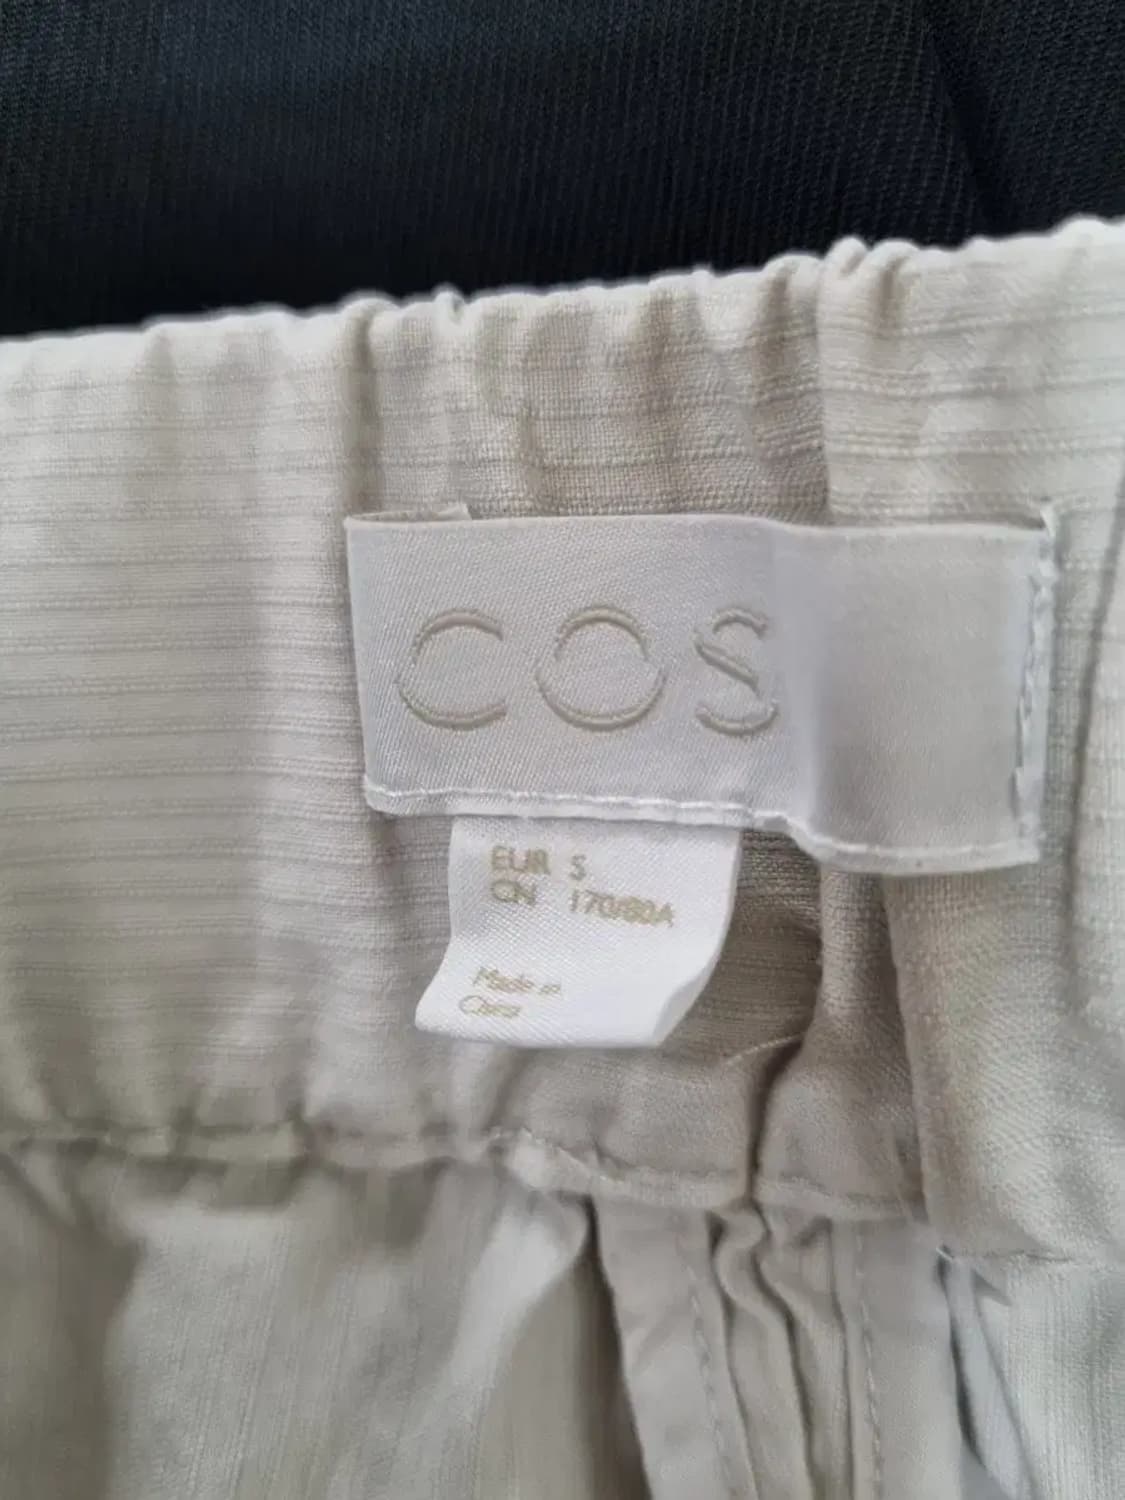 COS
EUR S
CN 170/80A
Made in
China